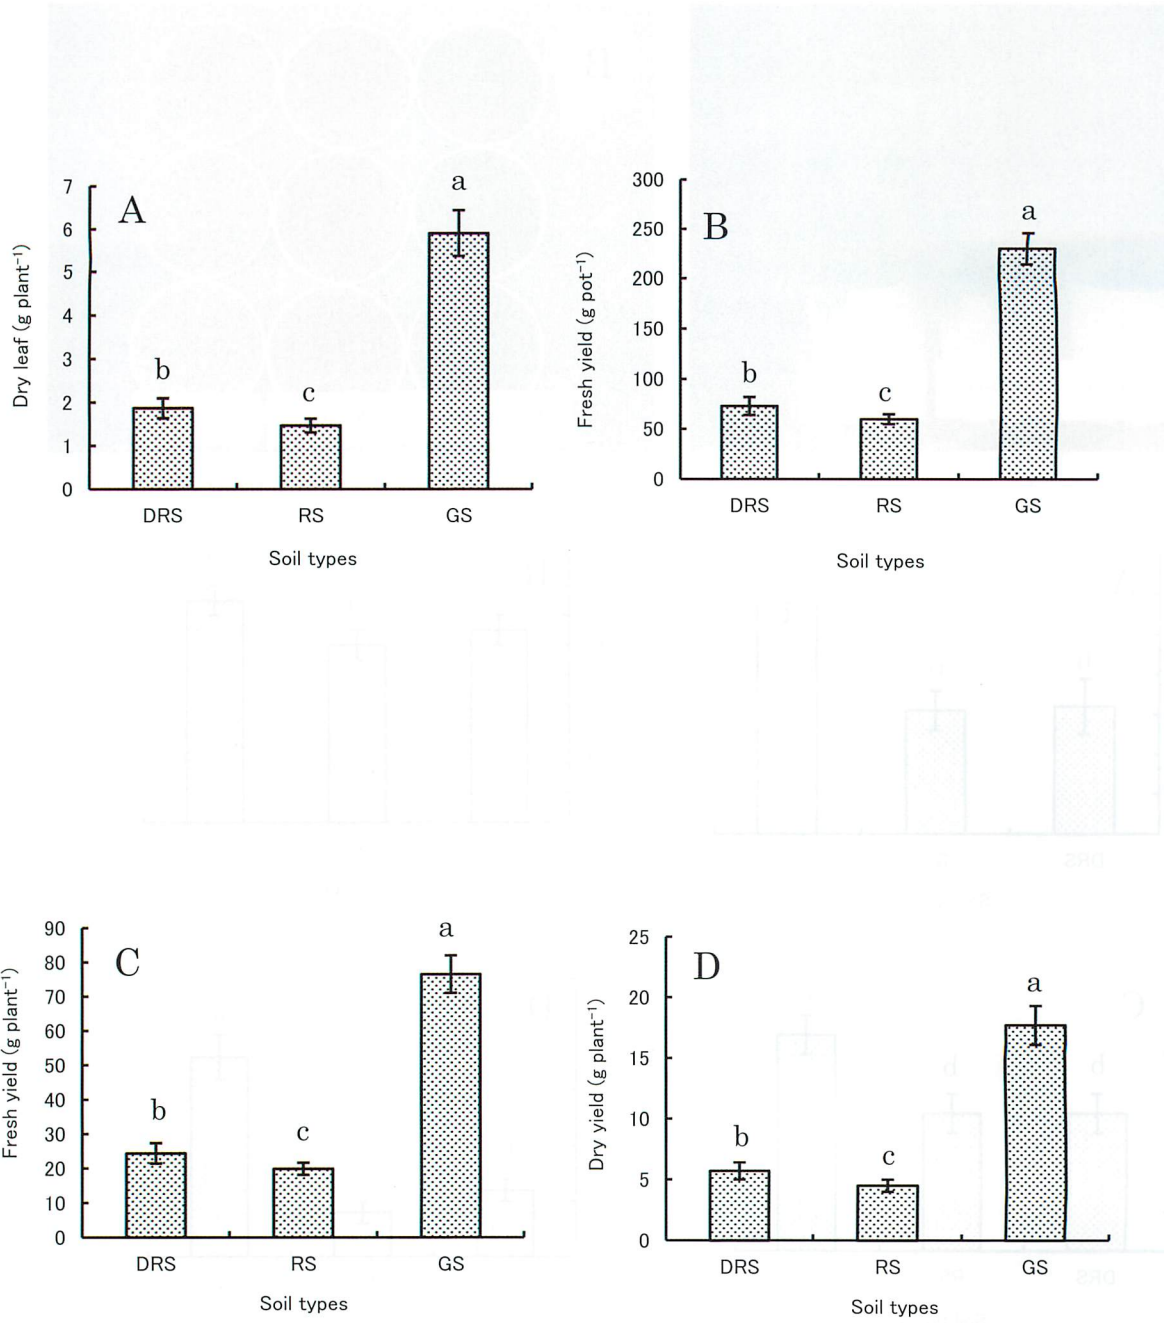 A
a
b
c
7
6
5
4
3
2
1
0
Dry leaf (g plant⁻¹)
DRS RS GS
Soil types
B
a
b
c
300
250
200
150
100
50
0
Fresh yield (g pot⁻¹)
DRS RS GS
Soil types
C
a
b
c
90
80
70
60
50
40
30
20
10
0
Fresh yield (g plant⁻¹)
DRS RS GS
Soil types
D
a
b
c
25
20
15
10
5
0
Dry yield (g plant⁻¹)
DRS RS GS
Soil types